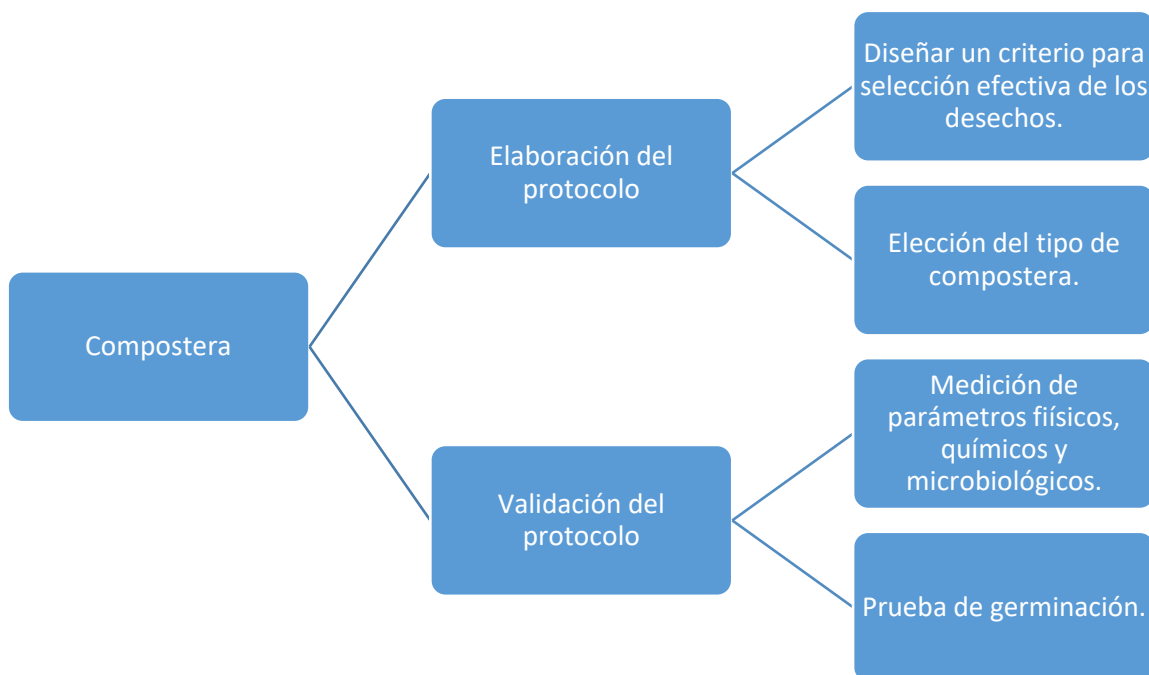 Compostera
Elaboración del
protocolo
Diseñar un criterio para
selección efectiva de los
desechos.
Elección del tipo de
compostera.
Validación del
protocolo
Medición de
parámetros fiísicos,
químicos y
microbiológicos.
Prueba de germinación.